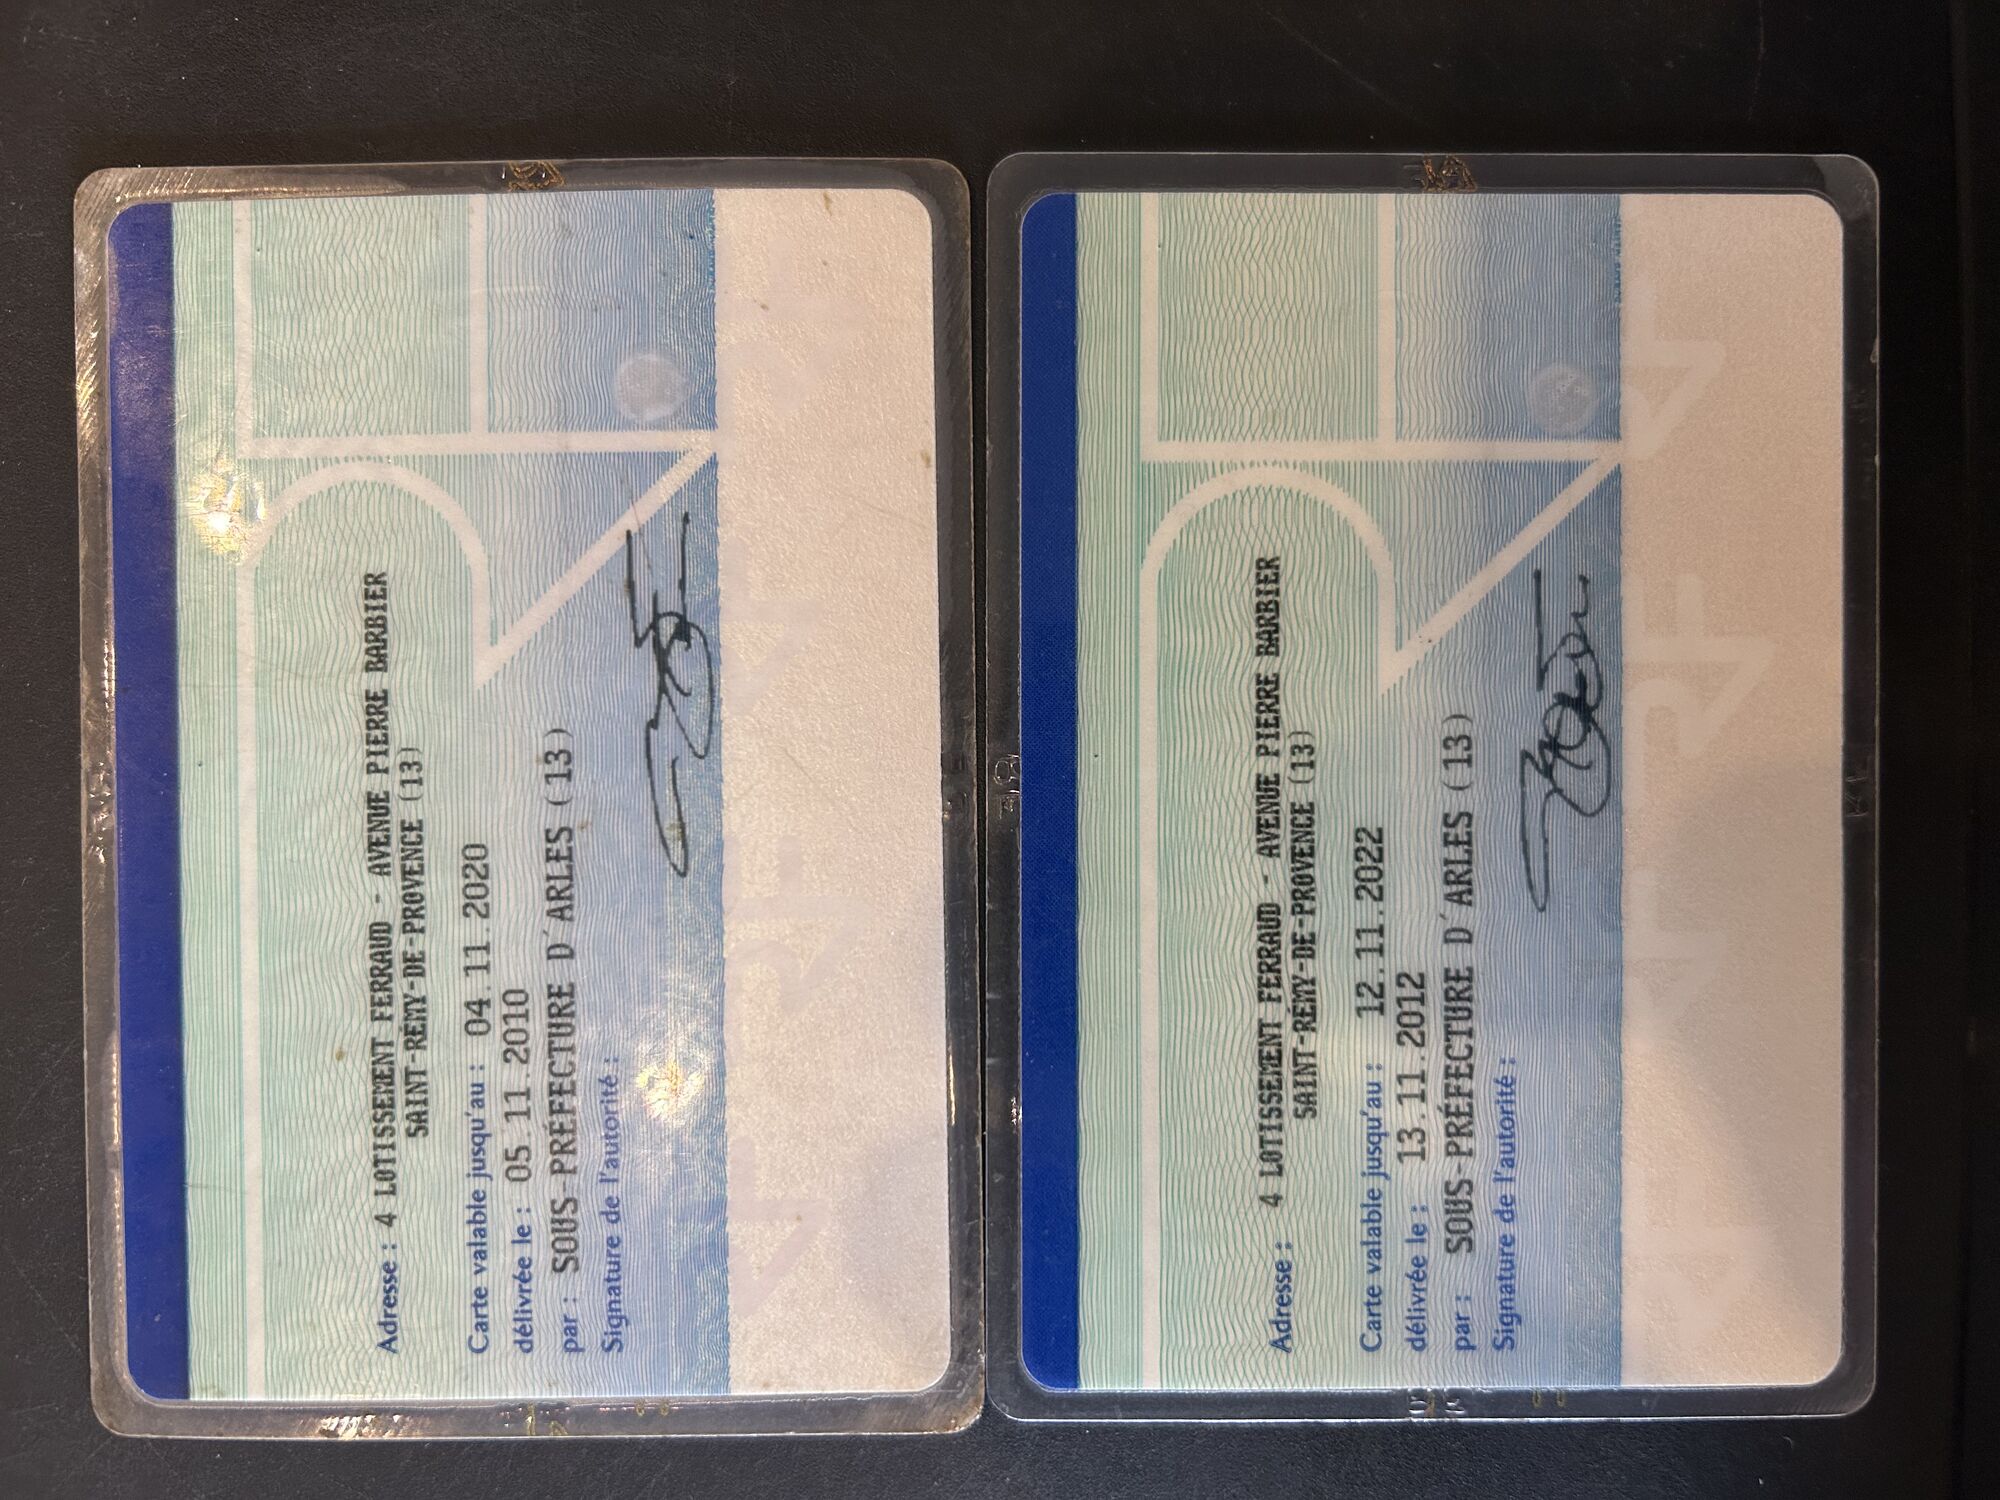 Adresse : 4 LOTISSEMENT FERRAUD - AVENUE PIERRE BARBIER
SAINT-RÉMY-DE-PROVENCE (13)
Carte valable jusqu'au : 04.11.2020
délivrée le : 05.11.2010
par : SOUS-PRÉFECTURE D'ARLES (13)
Signature de l'autorité :
Adresse : 4 LOTISSEMENT FERRAUD - AVENUE PIERRE BARBIER
SAINT-RÉMY-DE-PROVENCE (13)
Carte valable jusqu'au : 12.11.2022
délivrée le : 13.11.2012
par : SOUS-PRÉFECTURE D'ARLES (13)
Signature de l'autorité :